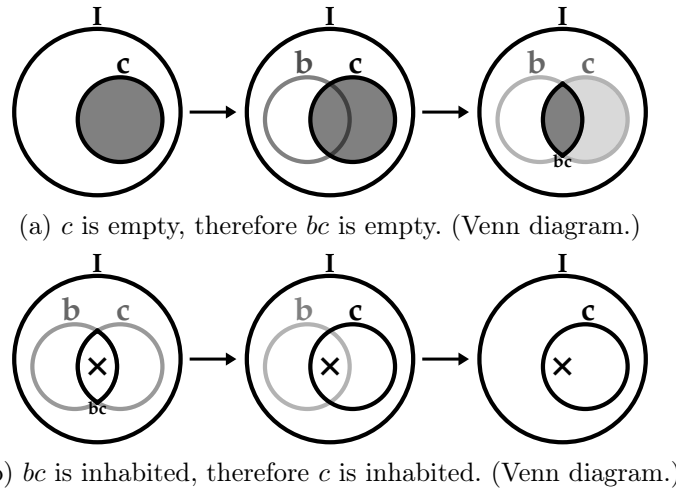 I I I
c b c b c
bc
(a) c is empty, therefore bc is empty. (Venn diagram.)
I I I
b c b c c
bc
) bc is inhabited, therefore c is inhabited. (Venn diagram.)